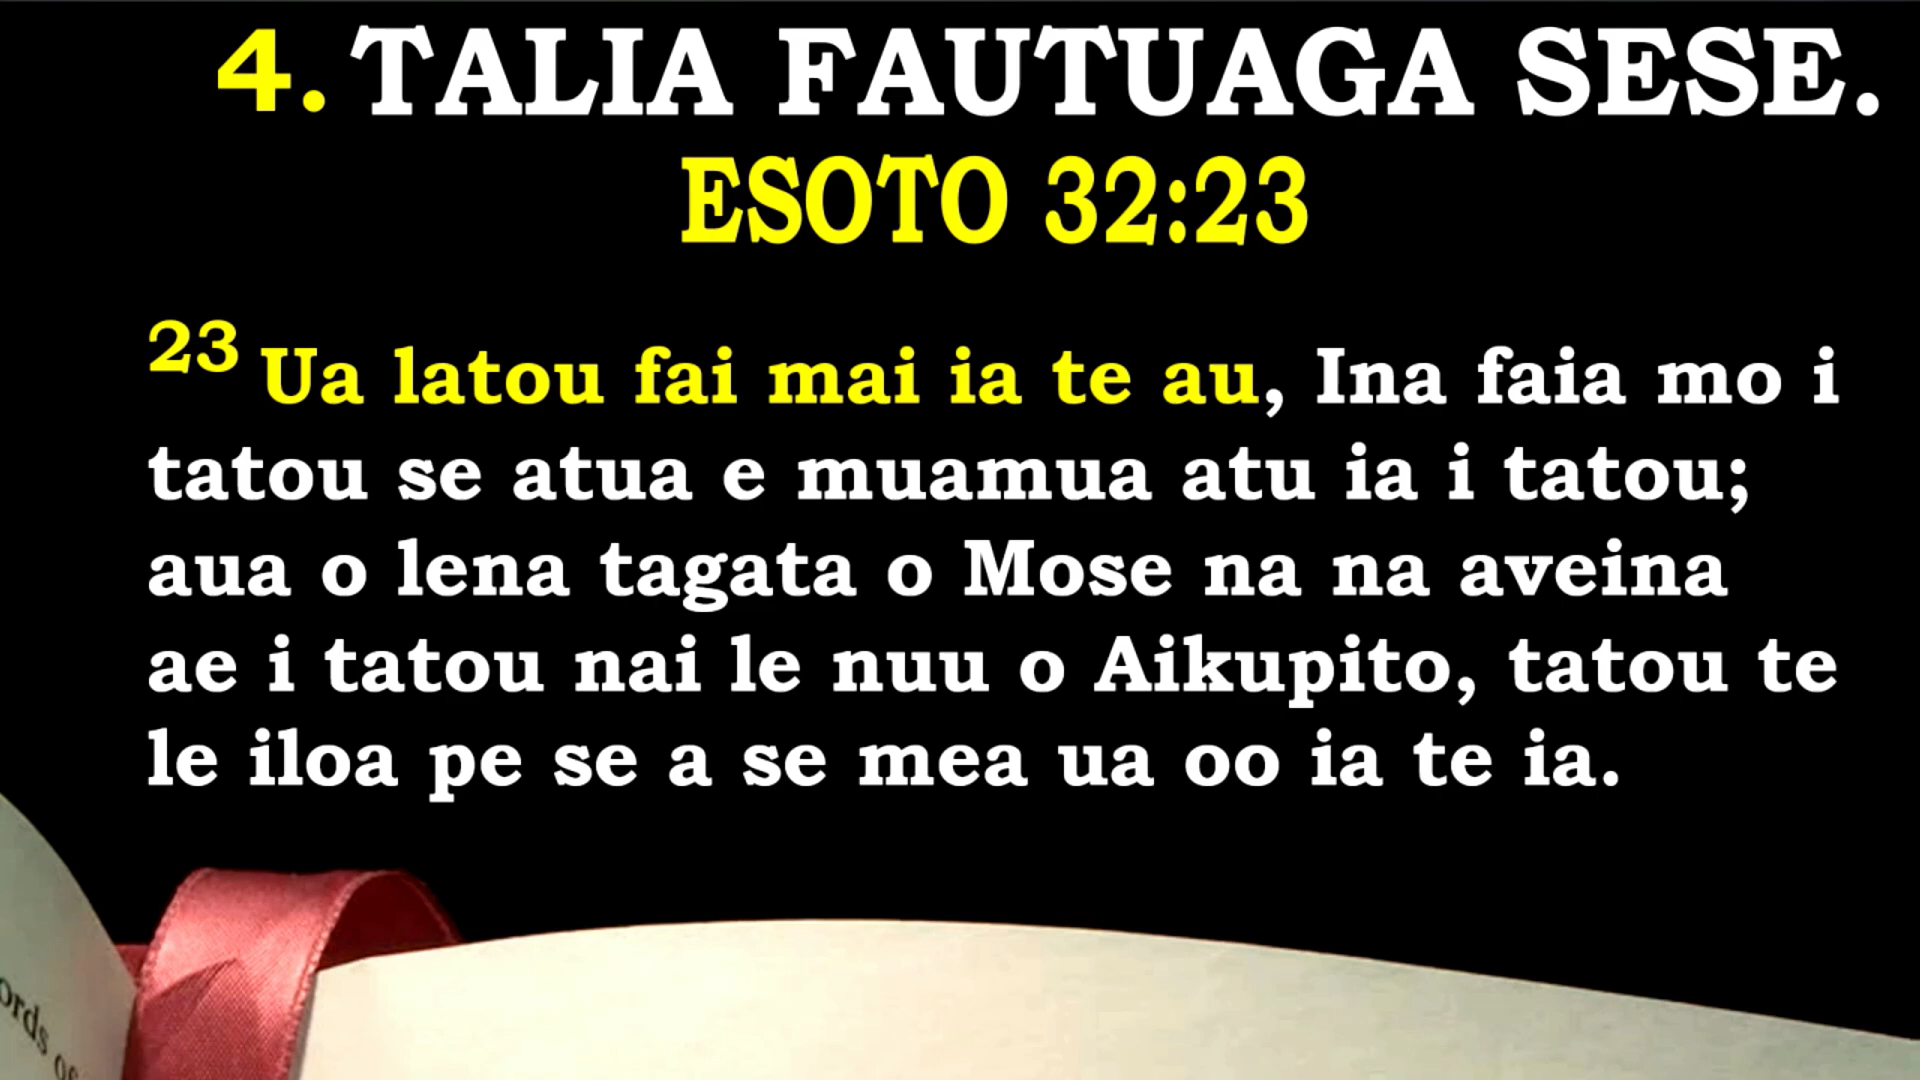 4. TALIA FAUTUAGA SESE.
ESOTO 32:23
23 Ua latou fai mai ia te au, Ina faia mo i
tatou se atua e muamua atu ia i tatou;
aua o lena tagata o Mose na na aveina
ae i tatou nai le nuu o Aikupito, tatou te
le iloa pe se a se mea ua oo ia te ia.
ords of